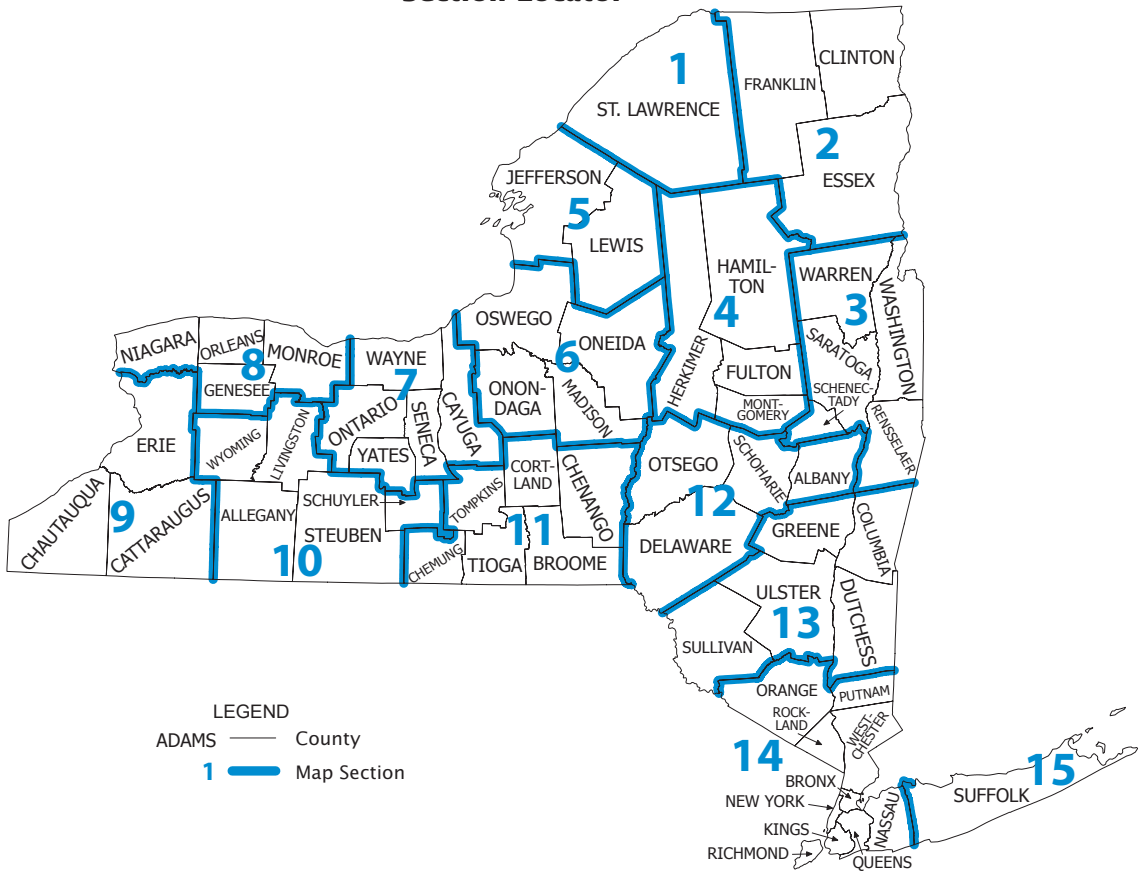 Section Locator
1
ST. LAWRENCE
FRANKLIN
CLINTON
2
ESSEX
JEFFERSON
5
LEWIS
HAMIL-
TON
4
WARREN
3
WASHINGTON
SARATOGA
HERKIMER
FULTON
MONT-
GOMERY
SCHENEC-
TADY
RENSSELAER
OSWEGO
ONEIDA
6
ONON-
DAGA
MADISON
NIAGARA
ORLEANS
MONROE
8
GENESEE
WAYNE
7
ONTARIO
SENECA
CAYUGA
YATES
ERIE
WYOMING
LIVINGSTON
CHAUTAUQUA
9
CATTARAUGUS
ALLEGANY
SCHUYLER
STEUBEN
10
CHEMUNG
TOMPKINS
CORT-
LAND
CHENANGO
11
TIOGA
BROOME
OTSEGO
SCHOHARIE
ALBANY
12
DELAWARE
GREENE
COLUMBIA
ULSTER
13
DUTCHESS
SULLIVAN
ORANGE
PUTNAM
ROCK-
LAND
WEST-
CHESTER
14
BRONX
NEW YORK
KINGS
RICHMOND
QUEENS
NASSAU
SUFFOLK
15
LEGEND
ADAMS County
1 Map Section